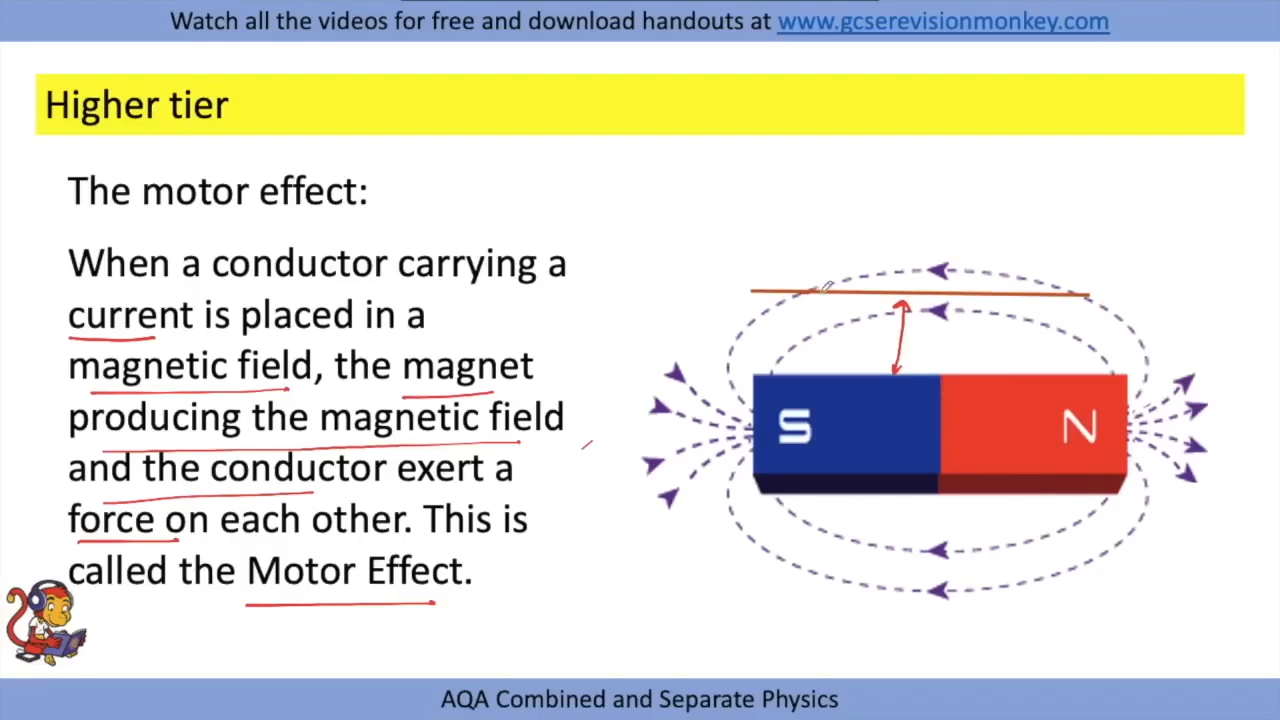 Watch all the videos for free and download handouts at www.gcserevisionmonkey.com
Higher tier
The motor effect:
When a conductor carrying a
current is placed in a
magnetic field, the magnet
producing the magnetic field
and the conductor exert a
force on each other. This is
called the Motor Effect.
S N
AQA Combined and Separate Physics